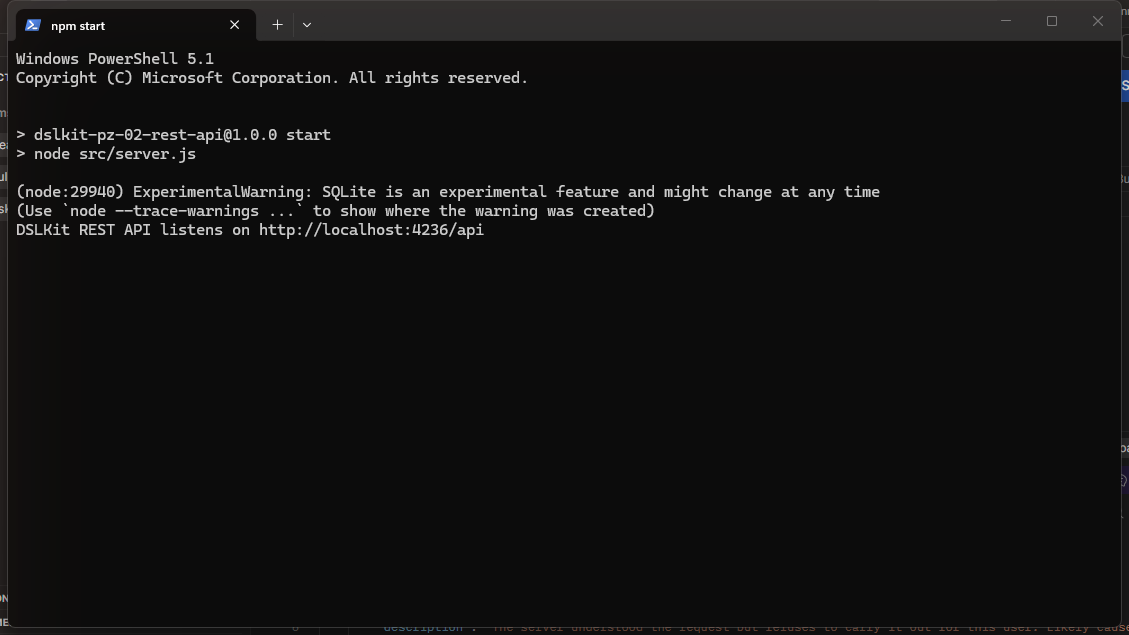 npm start
Windows PowerShell 5.1
Copyright (C) Microsoft Corporation. All rights reserved.
> dslkit-pz-02-rest-api@1.0.0 start
> node src/server.js
(node:29940) ExperimentalWarning: SQLite is an experimental feature and might change at any time
(Use `node --trace-warnings ...` to show where the warning was created)
DSLKit REST API listens on http://localhost:4236/api